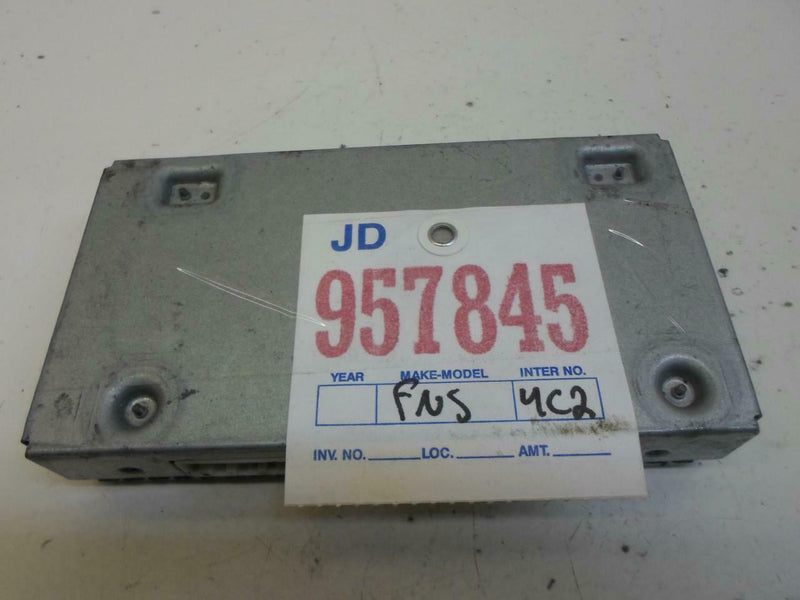 JD
957845
YEAR MAKE-MODEL INTER NO.
FNS 4C2
INV. NO. LOC. AMT.